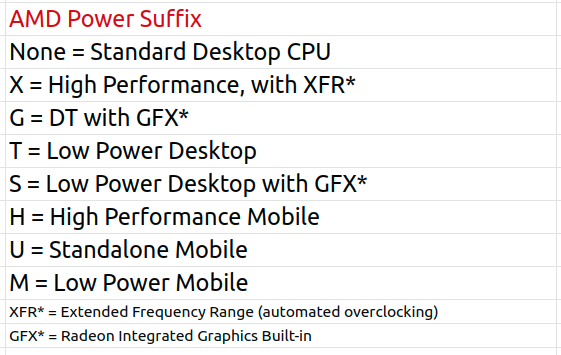 AMD Power Suffix
None = Standard Desktop CPU
X = High Performance, with XFR*
G = DT with GFX*
T = Low Power Desktop
S = Low Power Desktop with GFX*
H = High Performance Mobile
U = Standalone Mobile
M = Low Power Mobile
XFR* = Extended Frequency Range (automated overclocking)
GFX* = Radeon Integrated Graphics Built-in